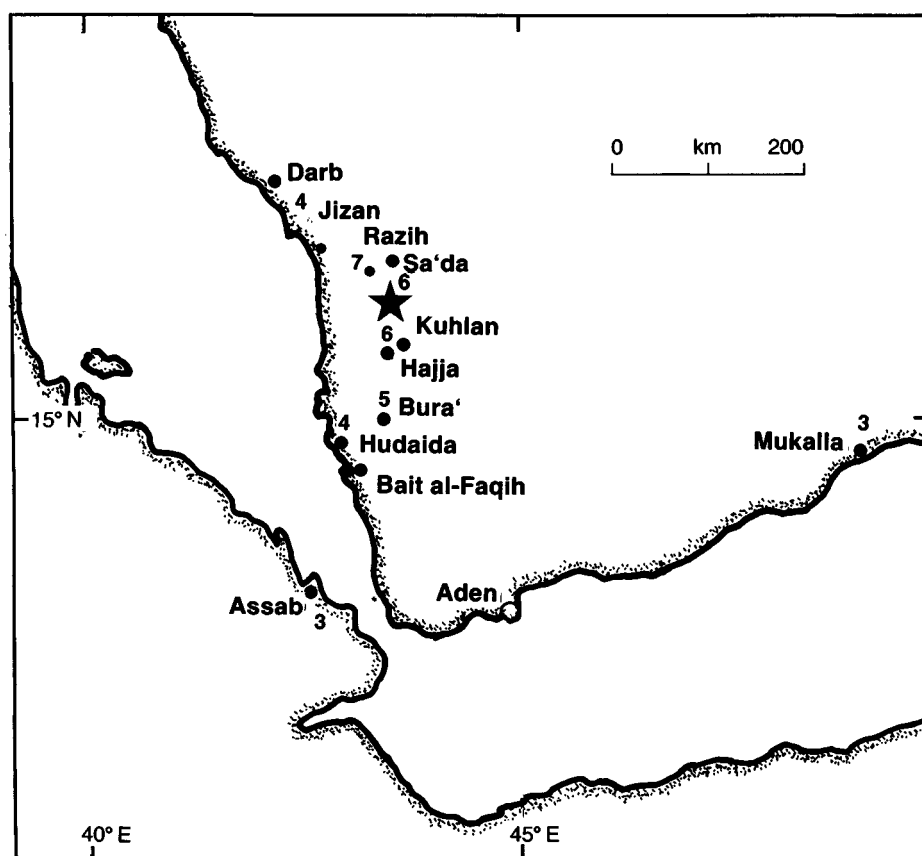 0 km 200
Darb
4
Jizan
Razih
7
Sa‘da
6
6
Kuhlan
Hajja
5
Bura‘
15° N
4
Hudaida
3
Mukalla
Bait al-Faqih
Aden
Assab
3
40° E
45° E